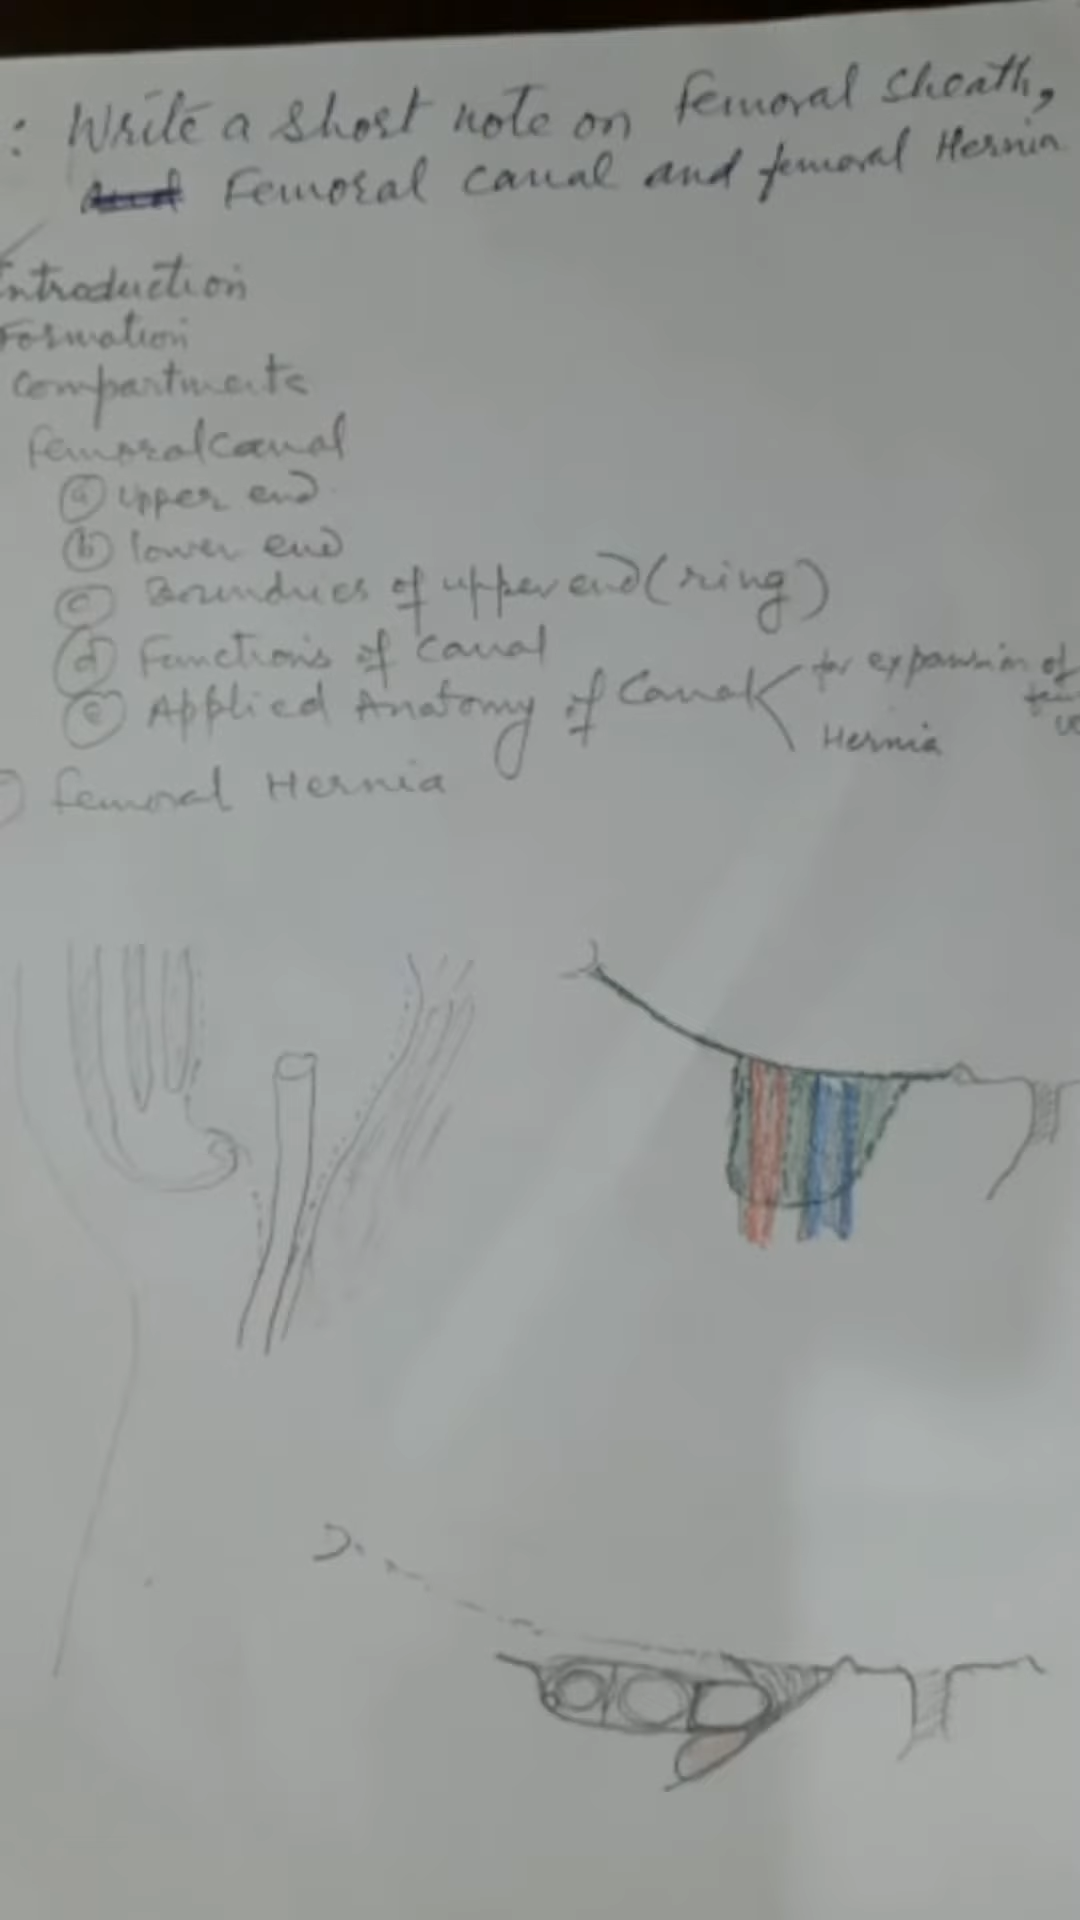 : Write a short note on femoral sheath,
Femoral canal and femoral Hernia
Introduction
Formation
compartments
femoral canal
(a) upper end
(b) lower end
(c) Boundries of upper end (ring)
(d) Functions of Canal
(e) Applied Anatomy of Canal for expansion of
Hernia
femoral Hernia